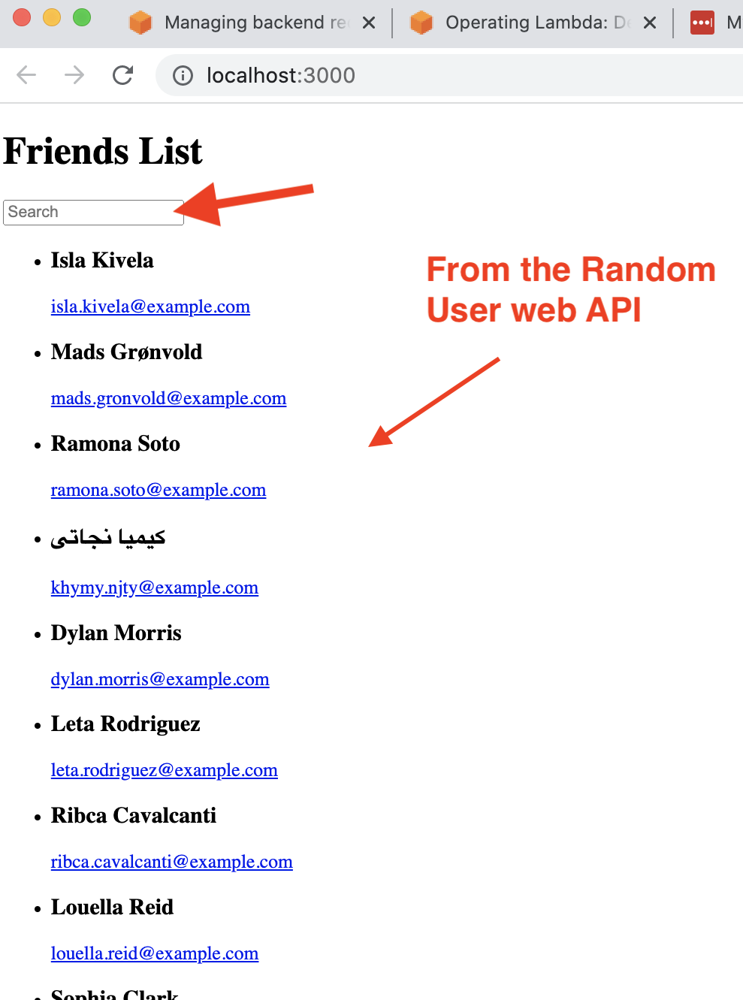 Managing backend re
Operating Lambda: D
M
localhost:3000
Friends List
Search
From the Random
User web API
Isla Kivela
isla.kivela@example.com
Mads Grønvold
mads.gronvold@example.com
Ramona Soto
ramona.soto@example.com
کیمیا نجاتی
khymy.njty@example.com
Dylan Morris
dylan.morris@example.com
Leta Rodriguez
leta.rodriguez@example.com
Ribca Cavalcanti
ribca.cavalcanti@example.com
Louella Reid
louella.reid@example.com
Sophia Clark